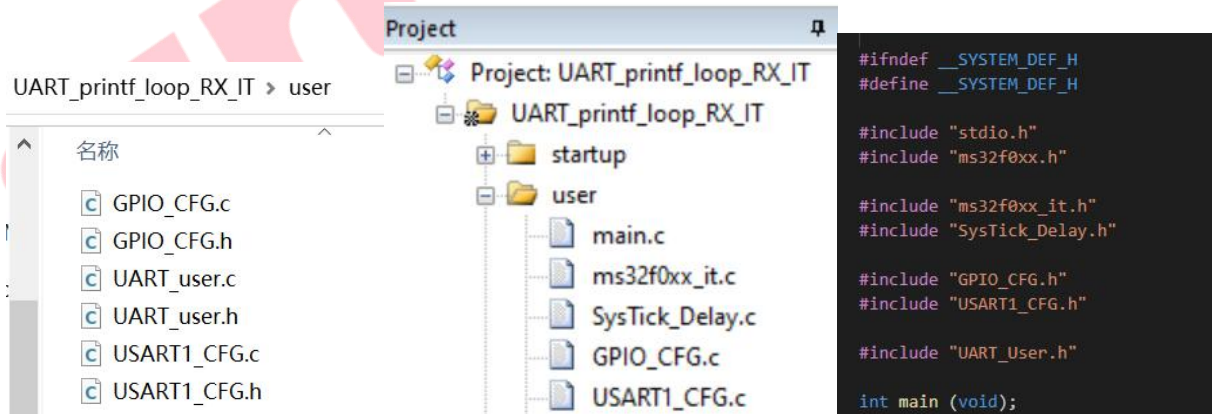 UART_printf_loop_RX_IT > user
名称
GPIO_CFG.c
GPIO_CFG.h
UART_user.c
UART_user.h
USART1_CFG.c
USART1_CFG.h
Project
Project: UART_printf_loop_RX_IT
UART_printf_loop_RX_IT
startup
user
main.c
ms32f0xx_it.c
SysTick_Delay.c
GPIO_CFG.c
USART1_CFG.c
#ifndef __SYSTEM_DEF_H
#define __SYSTEM_DEF_H
#include "stdio.h"
#include "ms32f0xx.h"
#include "ms32f0xx_it.h"
#include "SysTick_Delay.h"
#include "GPIO_CFG.h"
#include "USART1_CFG.h"
#include "UART_User.h"
int main (void);